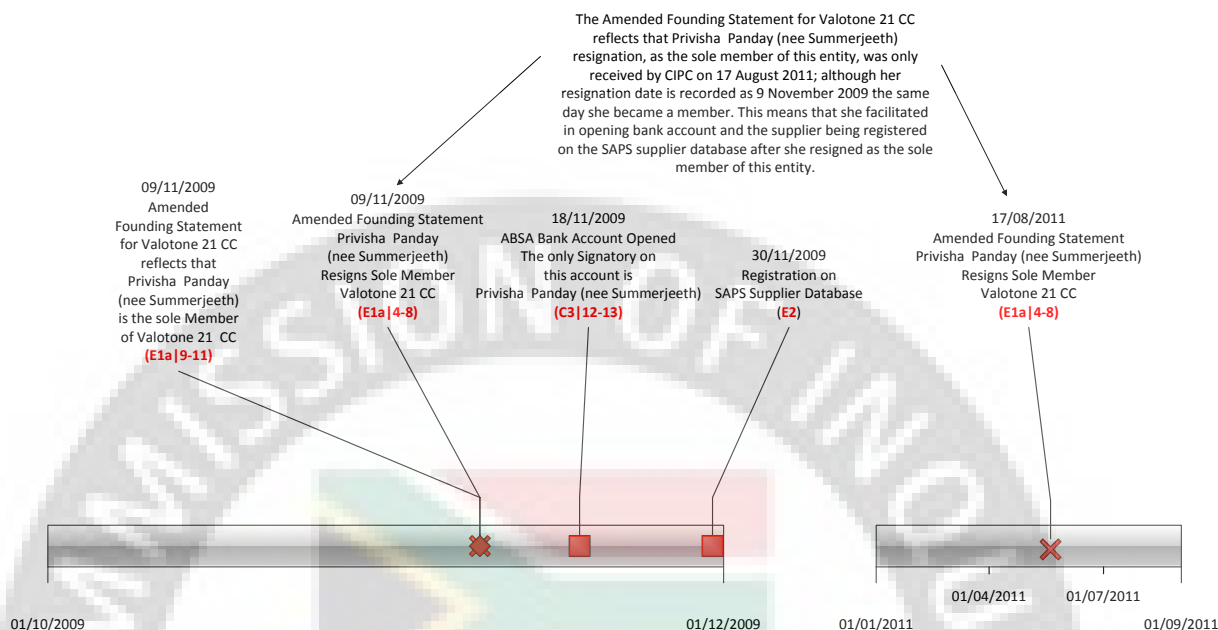 The Amended Founding Statement for Valotone 21 CC
reflects that Privisha Panday (nee Summerjeeth)
resignation, as the sole member of this entity, was only
received by CIPC on 17 August 2011; although her
resignation date is recorded as 9 November 2009 the same
day she became a member. This means that she facilitated
in opening bank account and the supplier being registered
on the SAPS supplier database after she resigned as the sole
member of this entity.
09/11/2009
Amended
Founding Statement
for Valotone 21 CC
reflects that
Privisha Panday
(nee Summerjeeth)
is the sole Member
of Valotone 21 CC
(E1a|9-11)
09/11/2009
Amended Founding Statement
Privisha Panday
(nee Summerjeeth)
Resigns Sole Member
Valotone 21 CC
(E1a|4-8)
18/11/2009
ABSA Bank Account Opened
The only Signatory on
this account is
Privisha Panday (nee Summerjeeth)
(C3|12-13)
30/11/2009
Registration on
SAPS Supplier Database
(E2)
17/08/2011
Amended Founding Statement
Privisha Panday (nee Summerjeeth)
Resigns Sole Member
Valotone 21 CC
(E1a|4-8)
MMISSION OF INQU
01/04/2011
01/07/2011
01/10/2009
01/12/2009
01/01/2011
01/09/2011